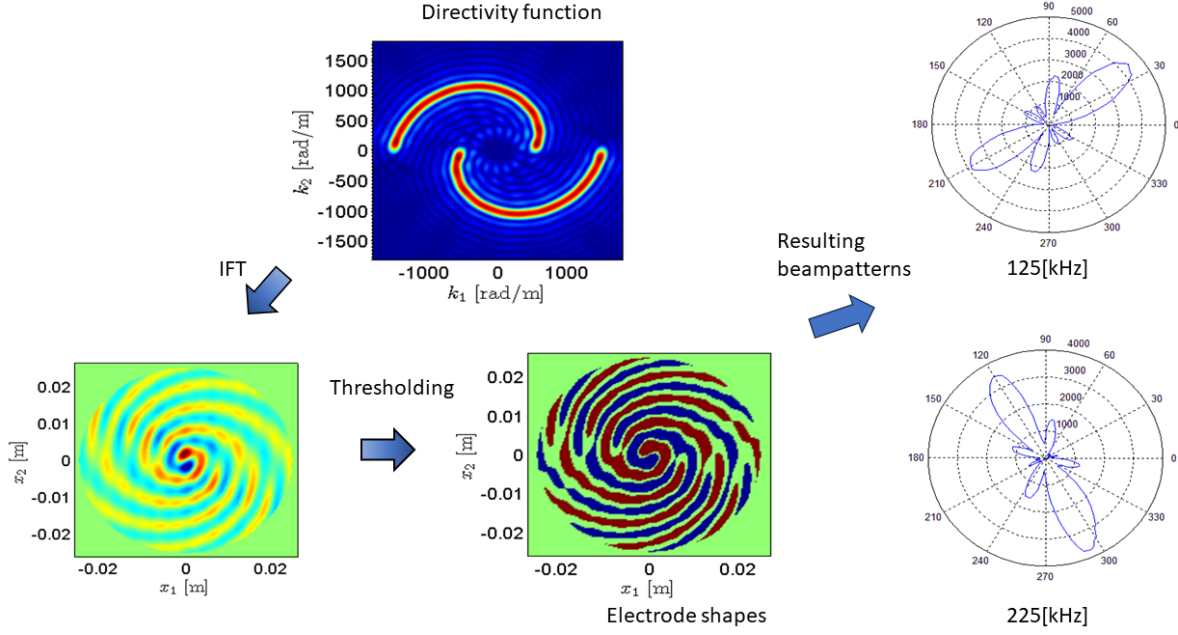 Directivity function
1500
1000
500
0
-500
-1000
-1500
k₂ [rad/m]
-1000 0 1000
k₁ [rad/m]
IFT
0.02
0.01
0
-0.01
-0.02
x₂ [m]
-0.02 0 0.02
x₁ [m]
Thresholding
0.02
0.01
0
-0.01
-0.02
x₂ [m]
-0.02 0 0.02
x₁ [m]
Electrode shapes
Resulting
beampatterns
90 5000
120 4000 60
3000
150 2000 30
1000
180 0
210 330
240 300
270
125[kHz]
90 4000
120 60
3000
150 2000 30
1000
180 0
210 330
240 300
270
225[kHz]